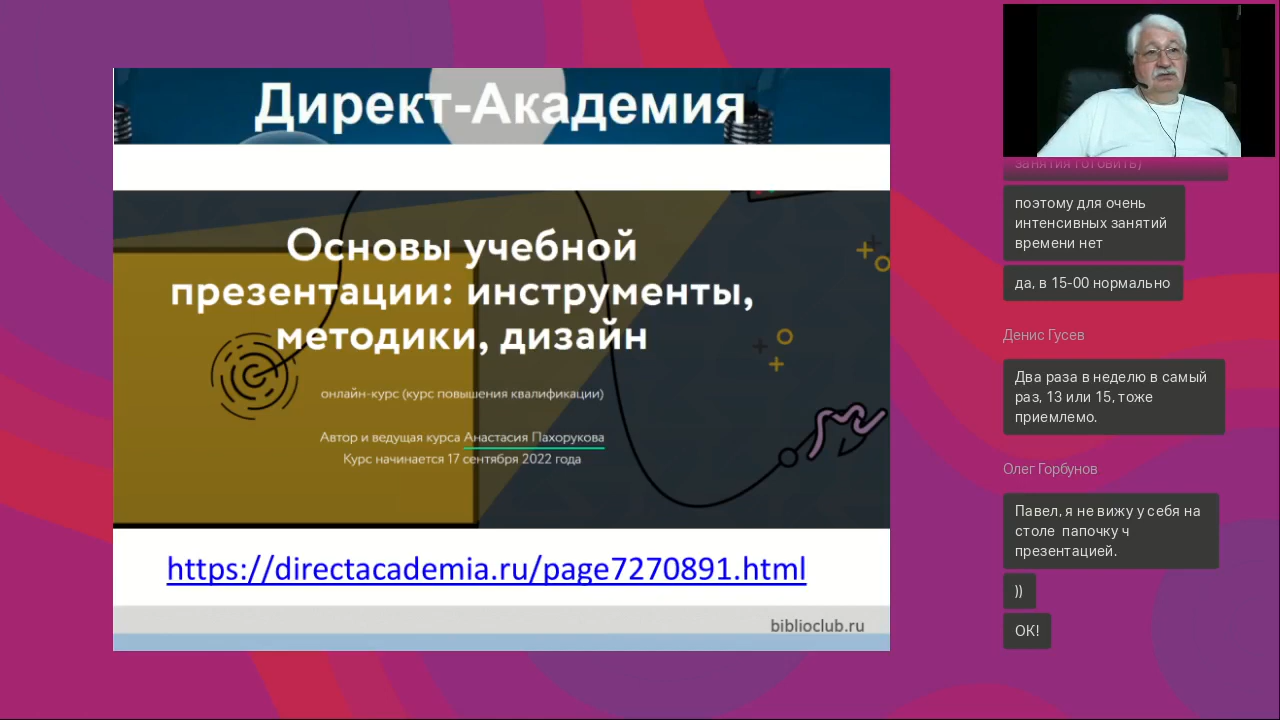 Директ-Академия
Основы учебной
презентации: инструменты,
методики, дизайн
онлайн-курс (курс повышения квалификации)
Автор и ведущая курса Анастасия Пахорукова
Курс начинается 17 сентября 2022 года
https://directacademia.ru/page7270891.html
biblioclub.ru
занятия готовить)
поэтому для очень
интенсивных занятий
времени нет
да, в 15-00 нормально
Денис Гусев
Два раза в неделю в самый
раз, 13 или 15, тоже
приемлемо.
Олег Горбунов
Павел, я не вижу у себя на
столе папочку ч
презентацией.
))
ОК!